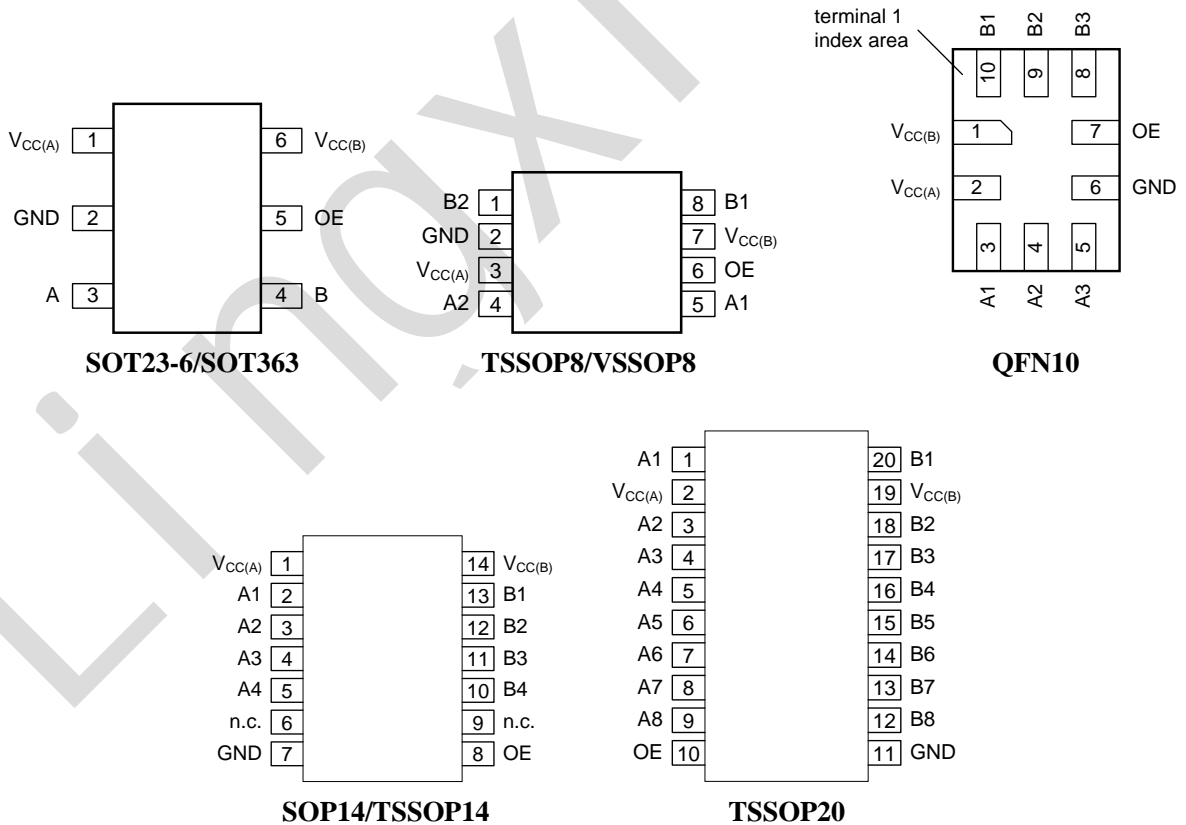 terminal 1
index area
B1
B2
B3
10
9
8
VCC(B) 1
7 OE
VCC(A) 2
6 GND
3
4
5
A1
A2
A3
QFN10
VCC(A) 1
6 VCC(B)
GND 2
5 OE
A 3
4 B
SOT23-6/SOT363
B2 1
8 B1
GND 2
7 VCC(B)
VCC(A) 3
6 OE
A2 4
5 A1
TSSOP8/VSSOP8
VCC(A) 1
14 VCC(B)
A1 2
13 B1
A2 3
12 B2
A3 4
11 B3
A4 5
10 B4
n.c. 6
9 n.c.
GND 7
8 OE
SOP14/TSSOP14
A1 1
20 B1
VCC(A) 2
19 VCC(B)
A2 3
18 B2
A3 4
17 B3
A4 5
16 B4
A5 6
15 B5
A6 7
14 B6
A7 8
13 B7
A8 9
12 B8
OE 10
11 GND
TSSOP20
Lingxi